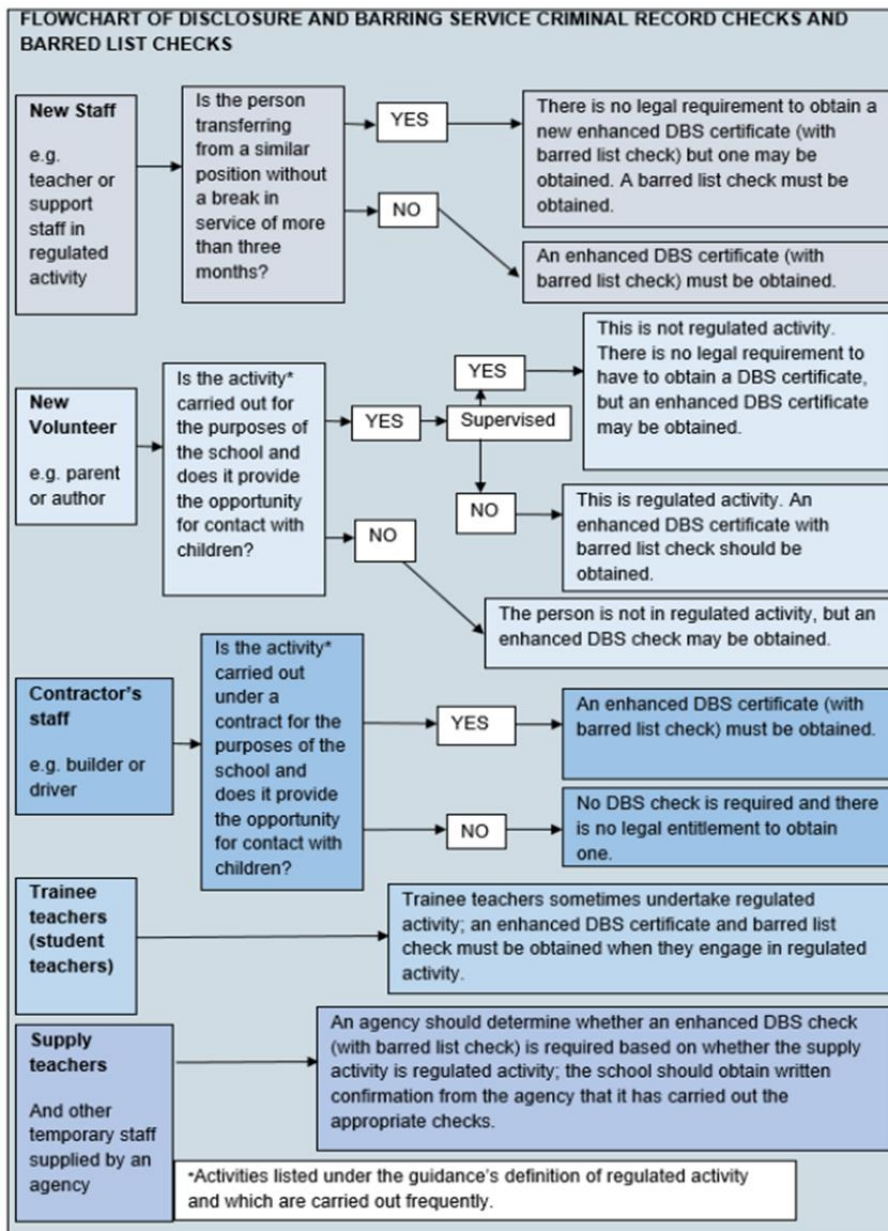 FLOWCHART OF DISCLOSURE AND BARRING SERVICE CRIMINAL RECORD CHECKS AND
BARRED LIST CHECKS
New Staff
e.g.
teacher or
support
staff in
regulated
activity
Is the person
transferring
from a similar
position without
a break in
service of more
than three
months?
YES
There is no legal requirement to obtain a
new enhanced DBS certificate (with
barred list check) but one may be
obtained. A barred list check must be
obtained.
NO
An enhanced DBS certificate (with
barred list check) must be obtained.
New
Volunteer
e.g. parent
or author
Is the activity*
carried out for
the purposes of
the school and
does it provide
the opportunity
for contact with
children?
YES
Supervised
YES
This is not regulated activity.
There is no legal requirement to
have to obtain a DBS certificate,
but an enhanced DBS certificate
may be obtained.
NO
This is regulated activity. An
enhanced DBS certificate with
barred list check should be
obtained.
NO
The person is not in regulated activity, but an
enhanced DBS check may be obtained.
Contractor's
staff
e.g. builder or
driver
Is the activity*
carried out
under a
contract for the
purposes of the
school and
does it provide
the opportunity
for contact with
children?
YES
An enhanced DBS certificate (with
barred list check) must be obtained.
NO
No DBS check is required and there
is no legal entitlement to obtain
one.
Trainee
teachers
(student
teachers)
Trainee teachers sometimes undertake regulated
activity; an enhanced DBS certificate and barred list
check must be obtained when they engage in regulated
activity.
Supply
teachers
And other
temporary staff
supplied by an
agency
An agency should determine whether an enhanced DBS check
(with barred list check) is required based on whether the supply
activity is regulated activity; the school should obtain written
confirmation from the agency that it has carried out the
appropriate checks.
*Activities listed under the guidance's definition of regulated activity
and which are carried out frequently.